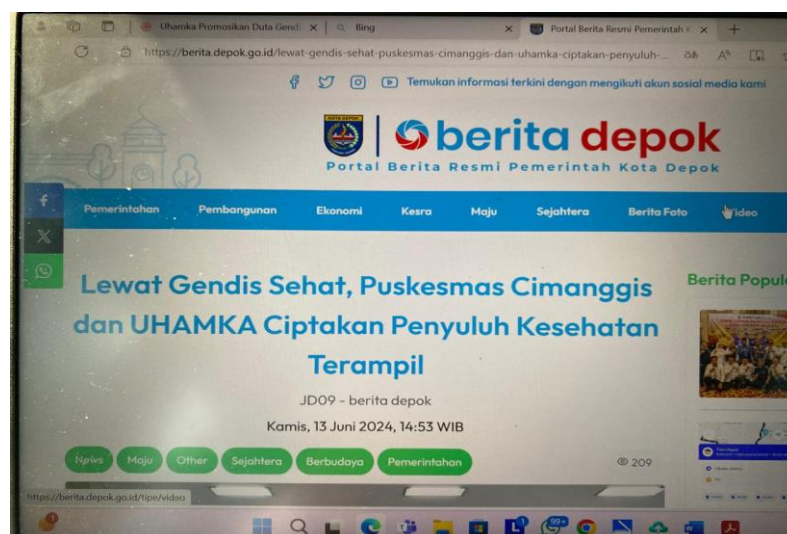 Uhamka Promosikan Duta Gendi
Bing
Portal Berita Resmi Pemerintah K
https://berita.depok.go.id/lewat-gendis-sehat-puskesmas-cimanggis-dan-uhamka-ciptakan-penyuluh-...
Temukan informasi terkini dengan mengikuti akun sosial media kami
KOTA DEPOK
berita depok
Portal Berita Resmi Pemerintah Kota Depok
Pemerintahan Pembangunan Ekonomi Kesra Maju Sejahtera Berita Foto Video
Lewat Gendis Sehat, Puskesmas Cimanggis
dan UHAMKA Ciptakan Penyuluh Kesehatan
Terampil
Berita Popule
JD09 - berita depok
Kamis, 13 Juni 2024, 14:53 WIB
News Maju Other Sejahtera Berbudaya Pemerintahan
209
https://berita.depok.go.id/tipe/video
99+